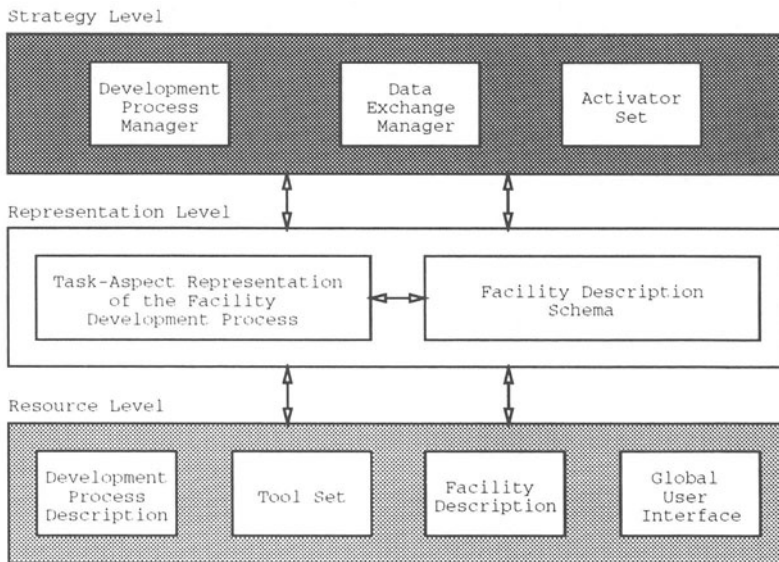 Strategy Level
Development
Process
Manager
Data
Exchange
Manager
Activator
Set
Representation Level
Task-Aspect Representation
of the Facility
Development Process
Facility Description
Schema
Resource Level
Development
Process
Description
Tool Set
Facility
Description
Global
User
Interface